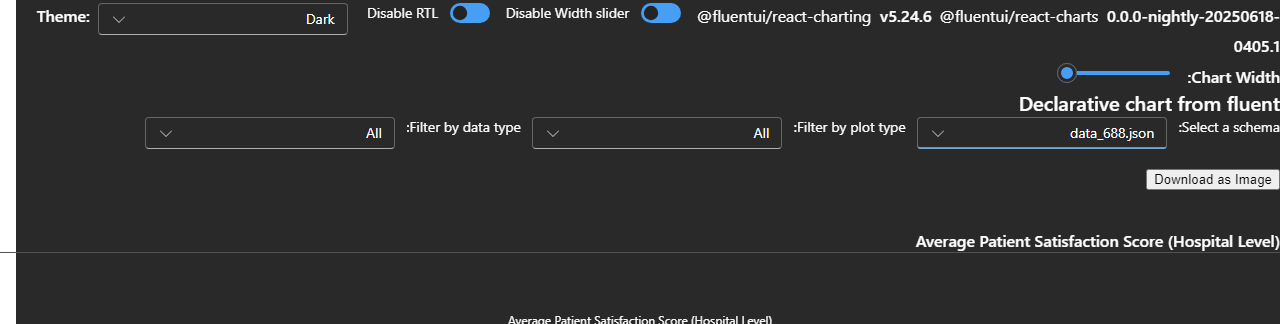 Theme: Dark Disable RTL Disable Width slider @fluentui/react-charting v5.24.6 @fluentui/react-charts 0.0.0-nightly-20250618-
0405.1
:Chart Width
Declarative chart from fluent
:Select a schema data_688.json :Filter by plot type All :Filter by data type All
Download as Image
Average Patient Satisfaction Score (Hospital Level)
Average Patient Satisfaction Score (Hospital Level)